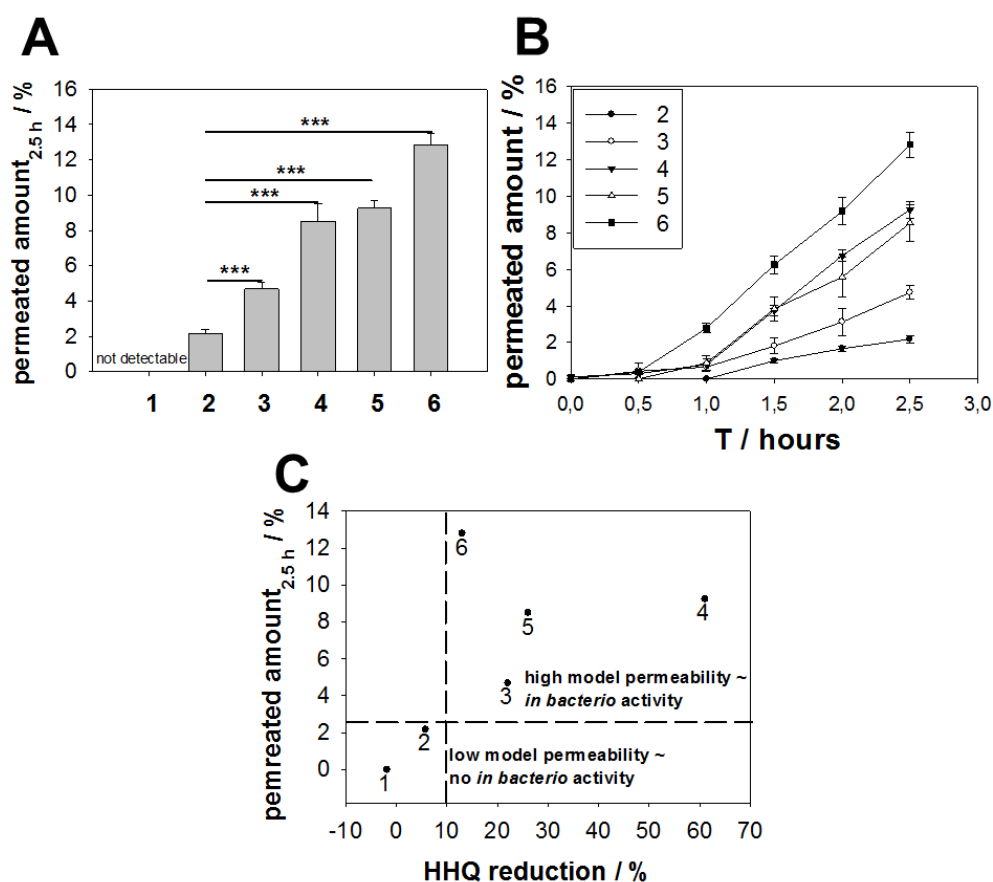 A
permeated amount2.5 h / %
16
14
12
10
8
6
4
2
0
***
***
***
***
not detectable
1 2 3 4 5 6
B
permeated amount / %
16
14
12
10
8
6
4
2
0
2
3
4
5
6
0,0 0,5 1,0 1,5 2,0 2,5 3,0
T / hours
C
pemreated amount2.5 h / %
14
12
10
8
6
4
2
0
6
5
4
3
high model permeability ~
in bacterio activity
2
low model permeability ~
no in bacterio activity
1
-10 0 10 20 30 40 50 60 70
HHQ reduction / %